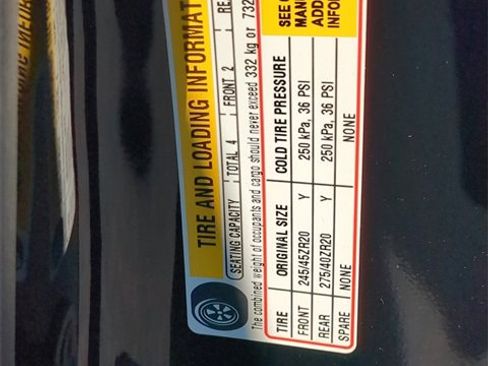 TIRE AND LOADING INFORMAT
SEATING CAPACITY TOTAL 4 FRONT 2 RE
The combined weight of occupants and cargo should never exceed 332 kg or 732
TIRE ORIGINAL SIZE COLD TIRE PRESSURE
FRONT 245/45ZR20 Y 250 kPa, 36 PSI
REAR 275/40ZR20 Y 250 kPa, 36 PSI
SPARE NONE NONE
SEE O
MAN
ADD
INFO